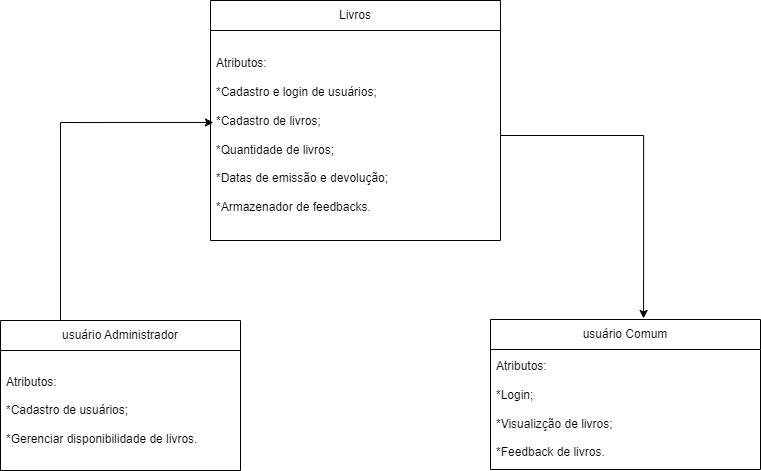 Livros
Atributos:
*Cadastro e login de usuários;
*Cadastro de livros;
*Quantidade de livros;
*Datas de emissão e devolução;
*Armazenador de feedbacks.
usuário Administrador
Atributos:
*Cadastro de usuários;
*Gerenciar disponibilidade de livros.
usuário Comum
Atributos:
*Login;
*Visualizção de livros;
*Feedback de livros.